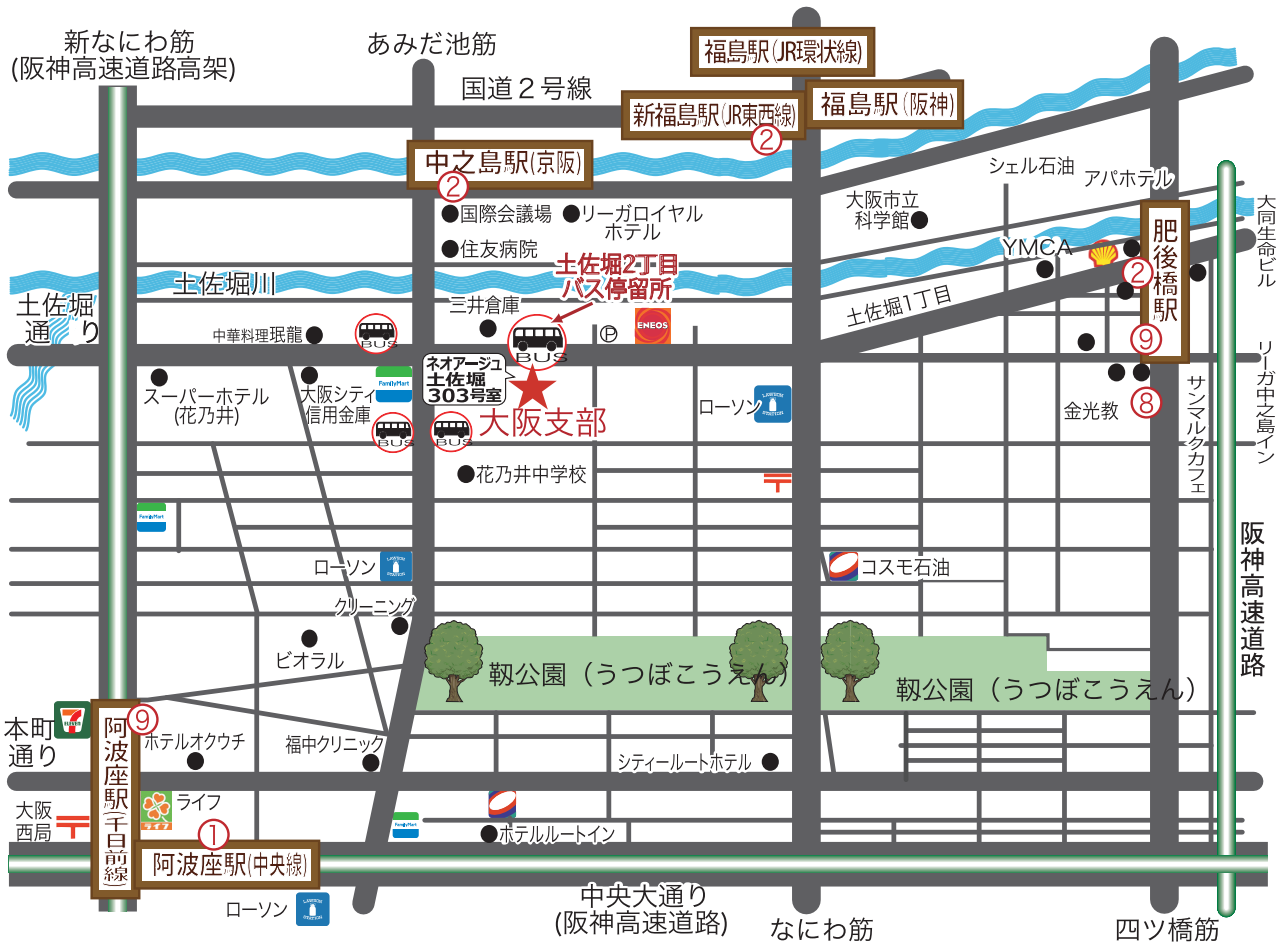 新なにわ筋
(阪神高速道路高架)
あみだ池筋
国道２号線
福島駅(JR環状線)
新福島駅(JR東西線)
②
福島駅(阪神)
中之島駅(京阪)
②
国際会議場
リーガロイヤル
ホテル
住友病院
大阪市立
科学館
シェル石油
アパホテル
YMCA
肥後橋駅
②
⑨
⑧
大同生命ビル
土佐堀川
土佐堀
通り
土佐堀2丁目
バス停留所
三井倉庫
中華料理珉龍
BUS
BUS
Ⓟ
ENEOS
土佐堀1丁目
ネオアージュ
土佐堀
303号室
大阪支部
スーパーホテル
(花乃井)
大阪シティ
信用金庫
FamilyMart
BUS
BUS
ローソン
LAWSON
STATION
金光教
サンマルクカフェ
リーガ中之島イン
花乃井中学校
〒
FamilyMart
ローソン
LAWSON
STATION
コスモ石油
阪神高速道路
クリーニング
ビオラル
靱公園（うつぼこうえん）
靱公園（うつぼこうえん）
本町
通り
7
ELEVEN
⑨
阿波座駅(千日前線)
ホテルオクウチ
福中クリニック
シティールートホテル
大阪
西局
〒
ライフ
ライフ
①
阿波座駅(中央線)
FamilyMart
ホテルルートイン
ローソン
LAWSON
STATION
中央大通り
(阪神高速道路)
なにわ筋
四ツ橋筋